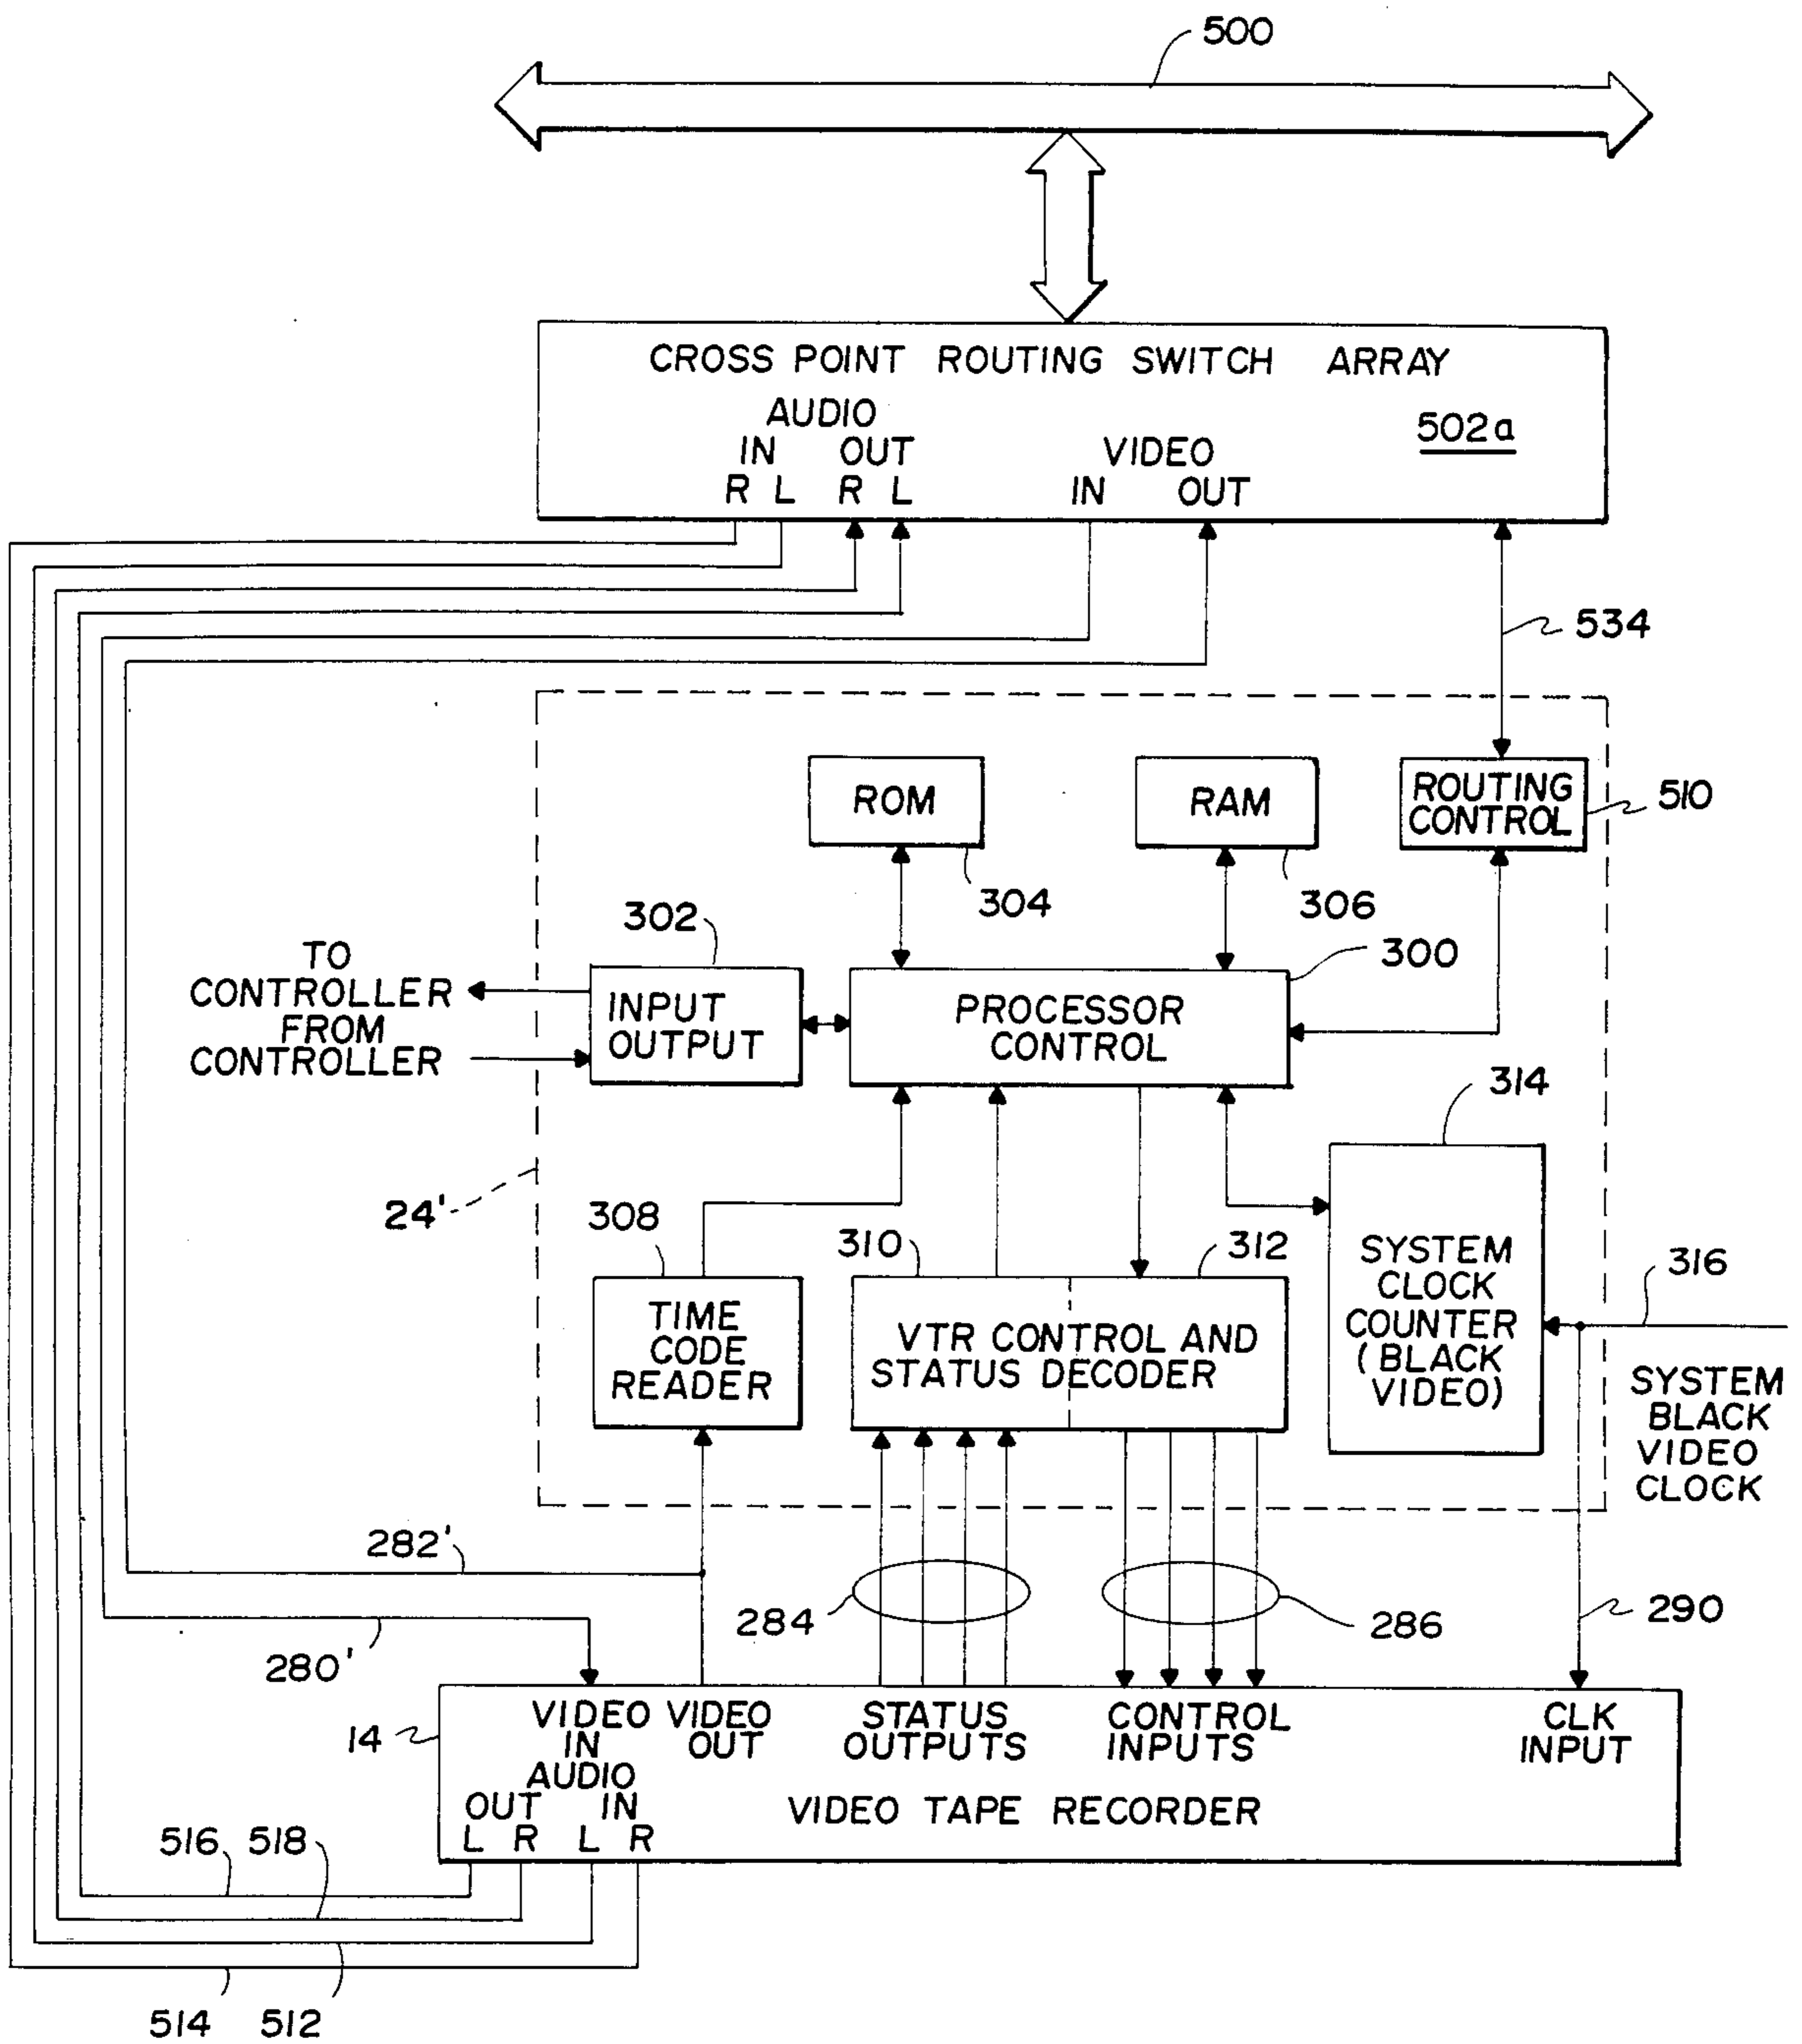 500
CROSS POINT ROUTING SWITCH ARRAY
AUDIO
502a
IN OUT VIDEO
R L R L IN OUT
534
ROM
RAM
ROUTING
CONTROL
510
304
306
302
300
TO
CONTROLLER
FROM
CONTROLLER
INPUT
OUTPUT
PROCESSOR
CONTROL
314
24'
308
310
312
SYSTEM
CLOCK
COUNTER
(BLACK
VIDEO)
316
TIME
CODE
READER
VTR CONTROL AND
STATUS DECODER
SYSTEM
BLACK
VIDEO
CLOCK
282'
284
286
290
280'
14
VIDEO
IN
VIDEO
OUT
STATUS
OUTPUTS
CONTROL
INPUTS
CLK
INPUT
AUDIO
OUT IN
L R L R
VIDEO TAPE RECORDER
516 518
514 512